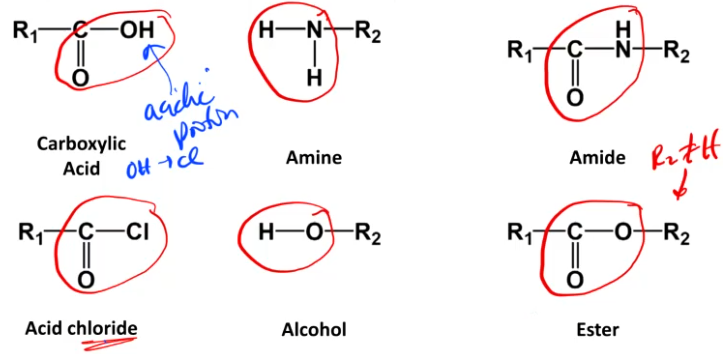 R1—C—OH
O
H—N—R2
H
H
R1—C—N—R2
O
acidic
proton
OH → Cl
Carboxylic
Acid
Amine
Amide
R2 ≠ H
R1—C—Cl
O
H—O—R2
R1—C—O—R2
O
Acid chloride
Alcohol
Ester